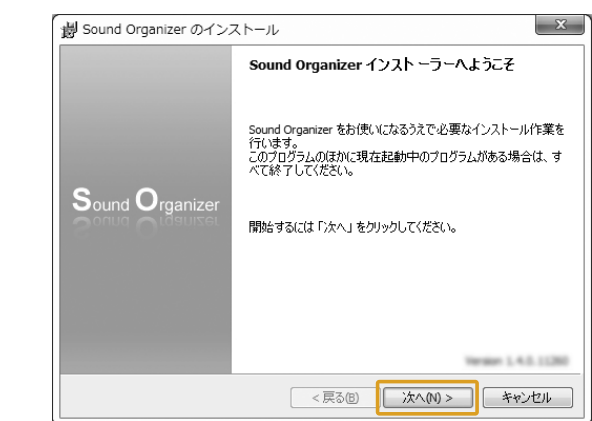 Sound Organizer のインストール
Sound Organizer インストーラーへようこそ
Sound Organizer をお使いになるうえで必要なインストール作業を
行います。
このプログラムのほかに現在起動中のプログラムがある場合は、す
べて終了してください。
Sound Organizer
開始するには「次へ」をクリックしてください。
Version 1.4.0.11260
< 戻る(B)
次へ(N) >
キャンセル